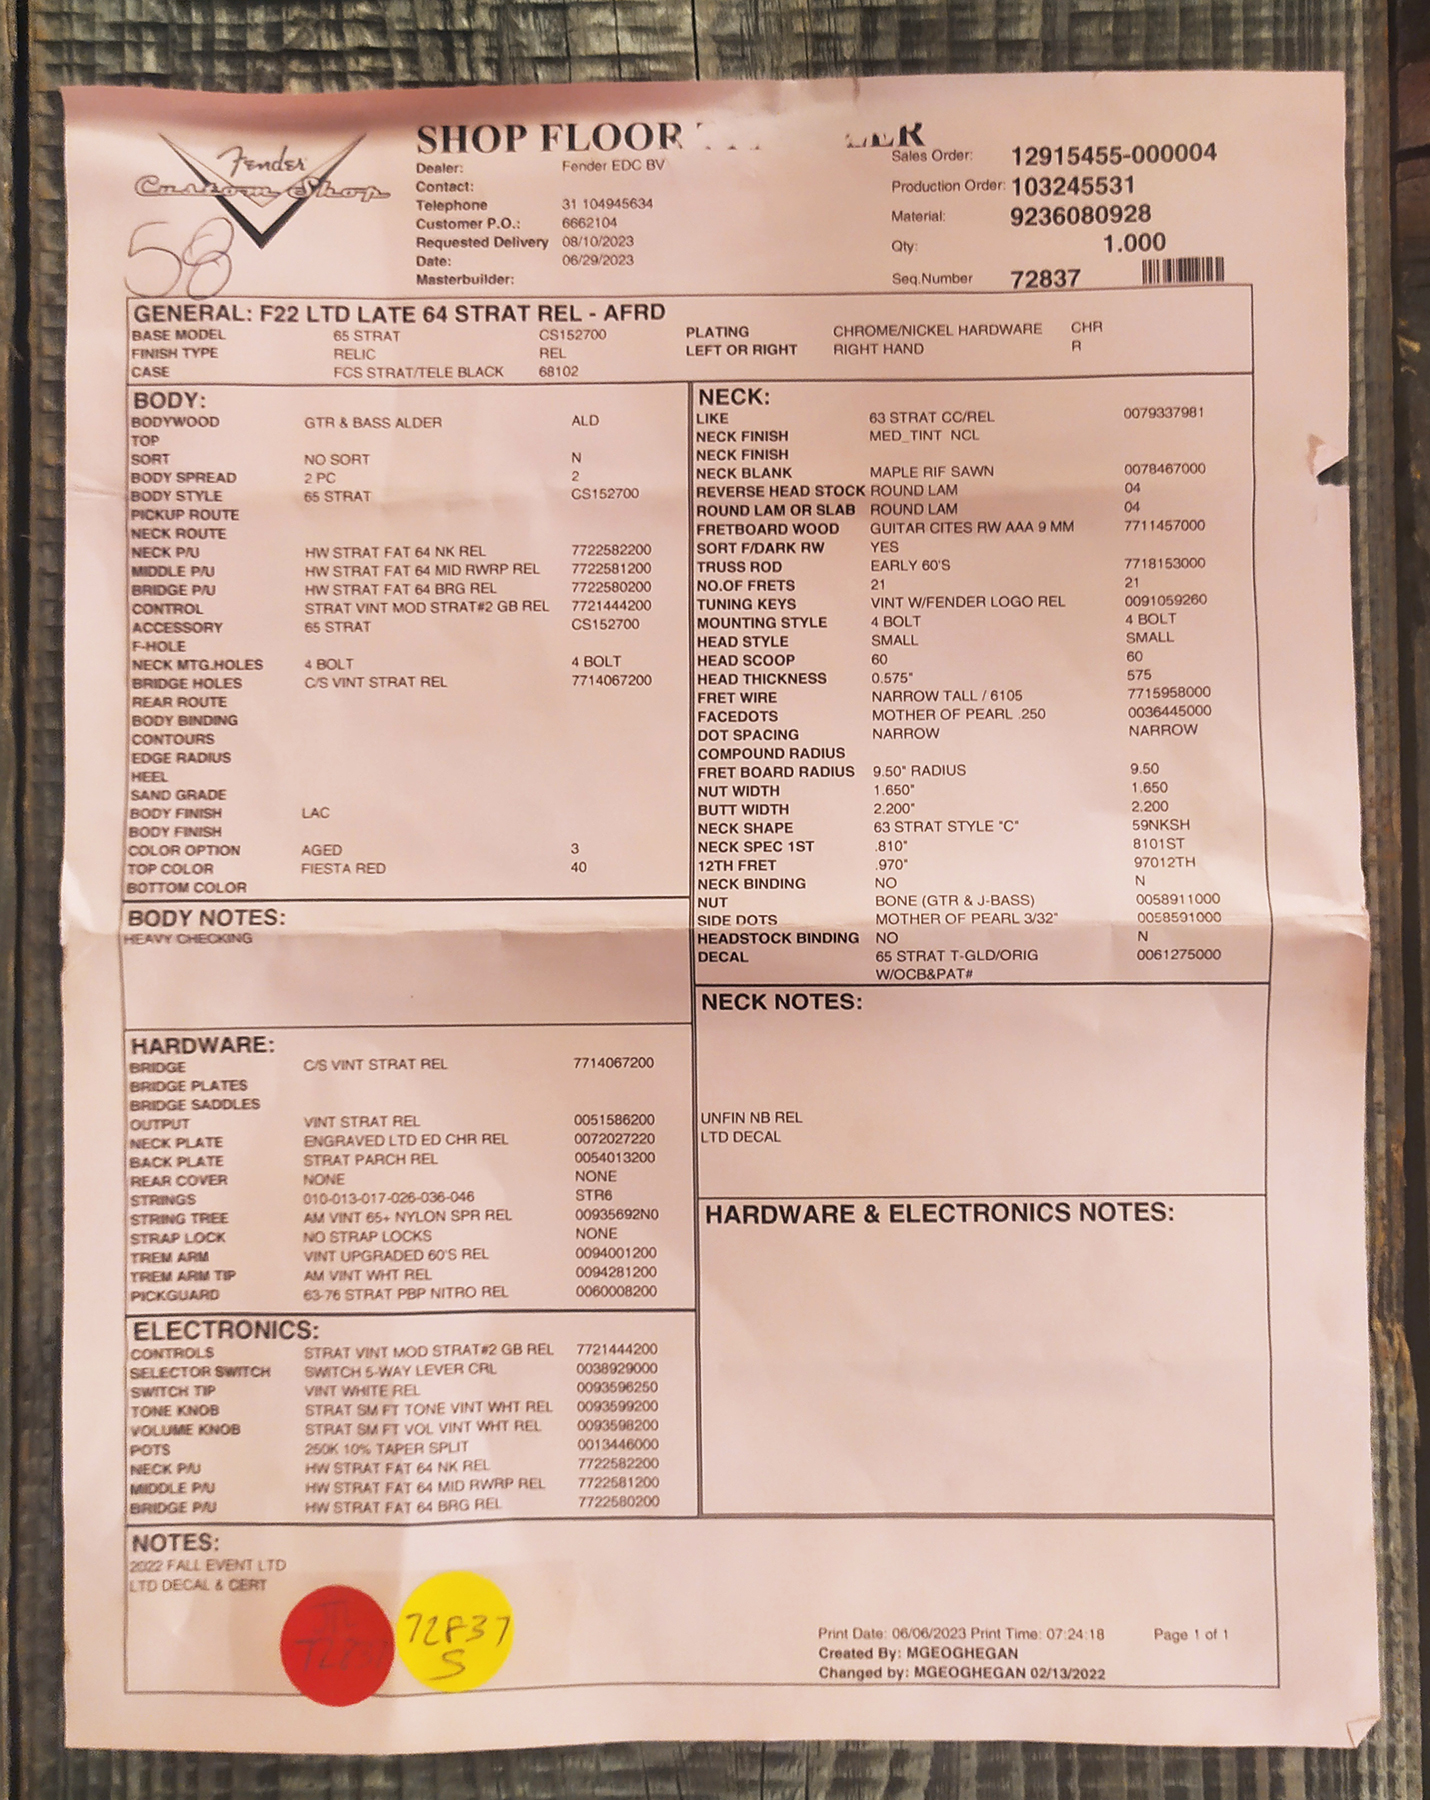 Fender
Custom Shop
58
SHOP FLOOR
Dealer: Fender EDC BV
Contact:
Telephone 31 104945634
Customer P.O.: 6662104
Requested Delivery 08/10/2023
Date: 06/29/2023
Masterbuilder:
Sales Order: 12915455-000004
Production Order: 103245531
Material: 9236080928
Qty: 1.000
Seq.Number 72837
GENERAL: F22 LTD LATE 64 STRAT REL - AFRD
BASE MODEL 65 STRAT CS152700
FINISH TYPE RELIC REL
CASE FCS STRAT/TELE BLACK 68102
PLATING CHROME/NICKEL HARDWARE CHR
LEFT OR RIGHT RIGHT HAND R
BODY:
BODYWOOD GTR & BASS ALDER ALD
TOP
SORT NO SORT N
BODY SPREAD 2 PC 2
BODY STYLE 65 STRAT CS152700
PICKUP ROUTE
NECK ROUTE
NECK P/U HW STRAT FAT 64 NK REL 7722582200
MIDDLE P/U HW STRAT FAT 64 MID RWRP REL 7722581200
BRIDGE P/U HW STRAT FAT 64 BRG REL 7722580200
CONTROL STRAT VINT MOD STRAT#2 GB REL 7721444200
ACCESSORY 65 STRAT CS152700
F-HOLE
NECK MTG.HOLES 4 BOLT 4 BOLT
BRIDGE HOLES C/S VINT STRAT REL 7714067200
REAR ROUTE
BODY BINDING
CONTOURS
EDGE RADIUS
HEEL
SAND GRADE
BODY FINISH LAC
BODY FINISH
COLOR OPTION AGED 3
TOP COLOR FIESTA RED 40
BOTTOM COLOR
BODY NOTES:
HEAVY CHECKING
HARDWARE:
BRIDGE C/S VINT STRAT REL 7714067200
BRIDGE PLATES
BRIDGE SADDLES
OUTPUT VINT STRAT REL 0051586200
NECK PLATE ENGRAVED LTD ED CHR REL 0072027220
BACK PLATE STRAT PARCH REL 0054013200
REAR COVER NONE NONE
STRINGS 010-013-017-026-036-046 STR6
STRING TREE AM VINT 65+ NYLON SPR REL 00935692N0
STRAP LOCK NO STRAP LOCKS NONE
TREM ARM VINT UPGRADED 60'S REL 0094001200
TREM ARM TIP AM VINT WHT REL 0094281200
PICKGUARD 63-76 STRAT PBP NITRO REL 0060008200
ELECTRONICS:
CONTROLS STRAT VINT MOD STRAT#2 GB REL 7721444200
SELECTOR SWITCH SWITCH 5-WAY LEVER CRL 0038929000
SWITCH TIP VINT WHITE REL 0093596250
TONE KNOB STRAT SM FT TONE VINT WHT REL 0093599200
VOLUME KNOB STRAT SM FT VOL VINT WHT REL 0093598200
POTS 250K 10% TAPER SPLIT 0013446000
NECK P/U HW STRAT FAT 64 NK REL 7722582200
MIDDLE P/U HW STRAT FAT 64 MID RWRP REL 7722581200
BRIDGE P/U HW STRAT FAT 64 BRG REL 7722580200
NECK:
LIKE 63 STRAT CC/REL 0079337981
NECK FINISH MED_TINT NCL
NECK FINISH
NECK BLANK MAPLE RIF SAWN 0078467000
REVERSE HEAD STOCK ROUND LAM 04
ROUND LAM OR SLAB ROUND LAM 04
FRETBOARD WOOD GUITAR CITES RW AAA 9 MM 7711457000
SORT F/DARK RW YES
TRUSS ROD EARLY 60'S 7718153000
NO.OF FRETS 21 21
TUNING KEYS VINT W/FENDER LOGO REL 0091059260
MOUNTING STYLE 4 BOLT 4 BOLT
HEAD STYLE SMALL SMALL
HEAD SCOOP 60 60
HEAD THICKNESS 0.575" 575
FRET WIRE NARROW TALL / 6105 7715958000
FACEDOTS MOTHER OF PEARL .250 0036445000
DOT SPACING NARROW NARROW
COMPOUND RADIUS
FRET BOARD RADIUS 9.50" RADIUS 9.50
NUT WIDTH 1.650" 1.650
BUTT WIDTH 2.200" 2.200
NECK SHAPE 63 STRAT STYLE "C" 59NKSH
NECK SPEC 1ST .810" 8101ST
12TH FRET .970" 97012TH
NECK BINDING NO N
NUT BONE (GTR & J-BASS) 0058911000
SIDE DOTS MOTHER OF PEARL 3/32" 0058591000
HEADSTOCK BINDING NO N
DECAL 65 STRAT T-GLD/ORIG 0061275000
W/OCB&PAT#
NECK NOTES:
UNFIN NB REL
LTD DECAL
HARDWARE & ELECTRONICS NOTES:
NOTES:
2022 FALL EVENT LTD
LTD DECAL & CERT
72837
S
Print Date: 06/06/2023 Print Time: 07:24:18 Page 1 of 1
Created By: MGEOGHEGAN
Changed by: MGEOGHEGAN 02/13/2022